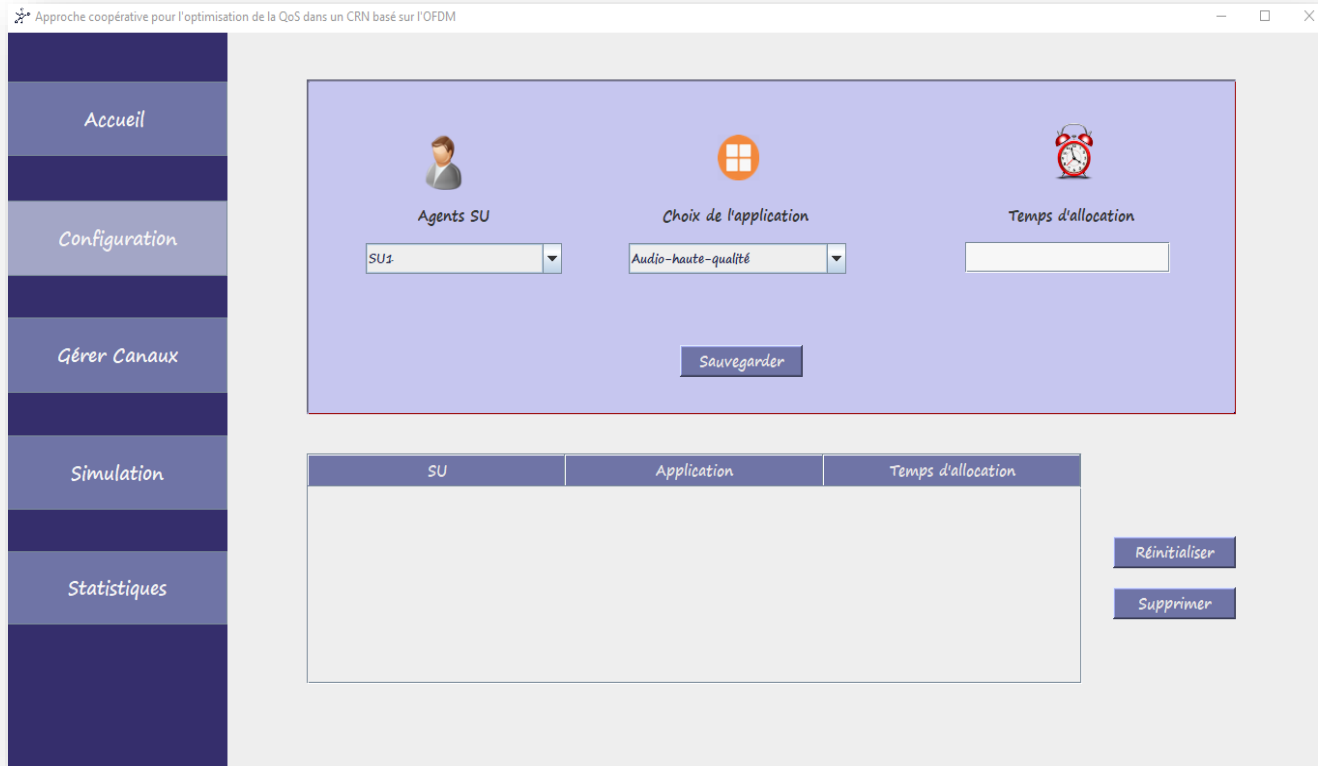 Approche coopérative pour l'optimisation de la QoS dans un CRN basé sur l'OFDM
Accueil
Configuration
Gérer Canaux
Simulation
Statistiques
Agents SU
Choix de l'application
Temps d'allocation
SU1
Audio-haute-qualité
Sauvegarder
SU
Application
Temps d'allocation
Réinitialiser
Supprimer